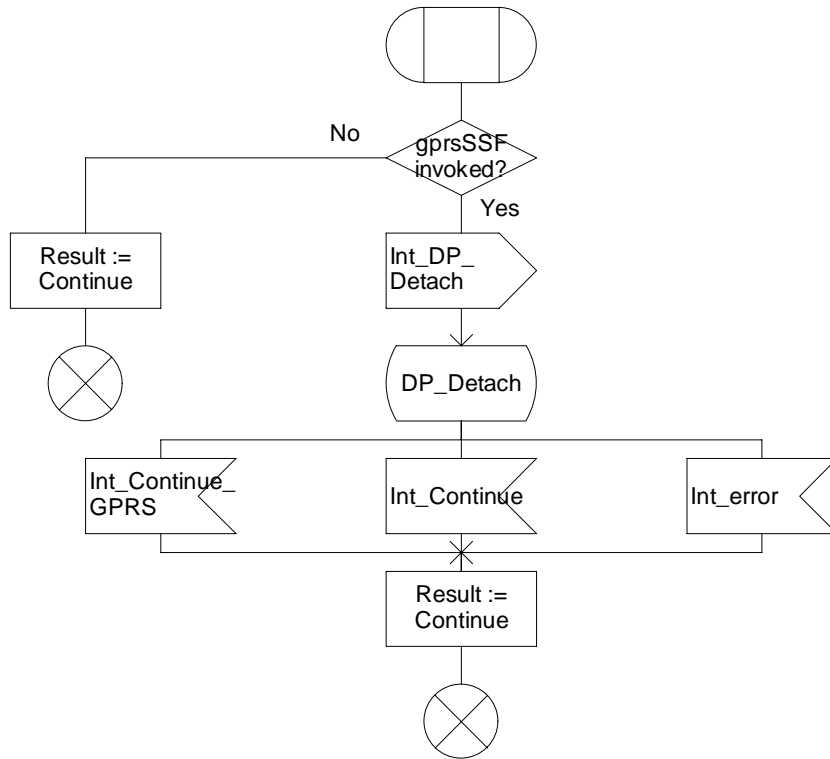 gprsSSF
invoked?
No
Yes
Result :=
Continue
Int_DP_
Detach
DP_Detach
Int_Continue_
GPRS
Int_Continue
Int_error
Result :=
Continue